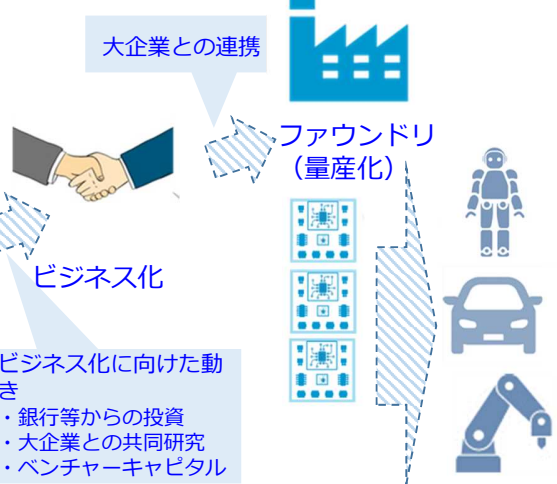 大企業との連携
ファウンドリ
（量産化）
ビジネス化
ビジネス化に向けた動
き
・銀行等からの投資
・大企業との共同研究
・ベンチャーキャピタル